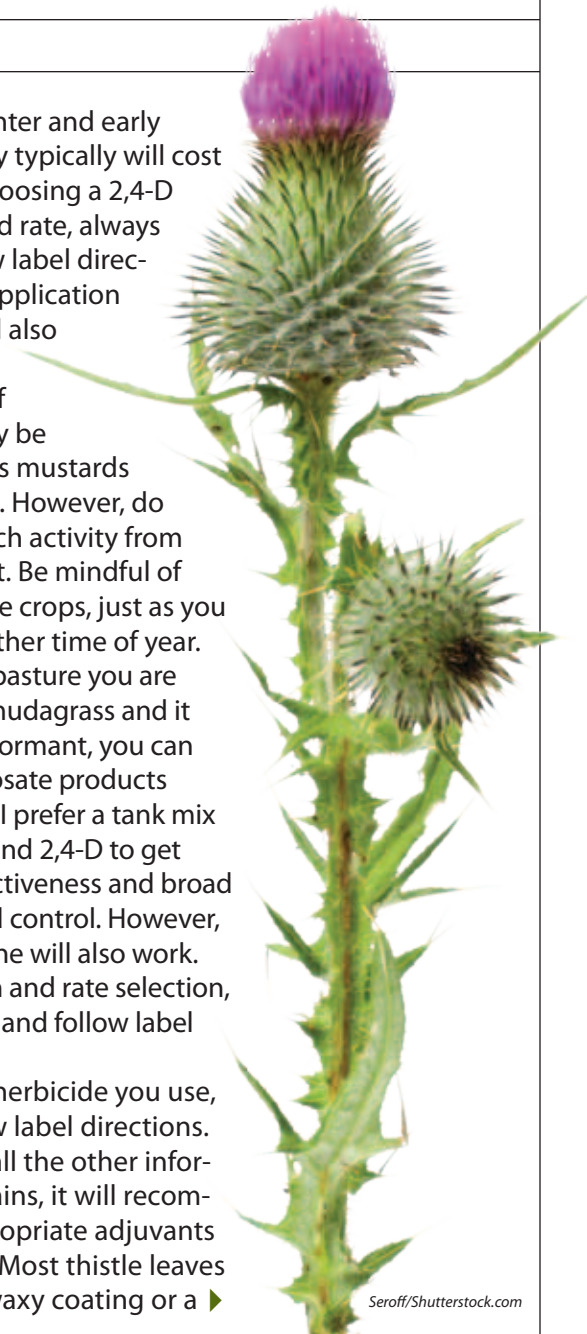 nter and early
y typically will cost
oosing a 2,4-D
d rate, always
v label direc-
pplication
l also
f
y be
s mustards
. However, do
ch activity from
t. Be mindful of
e crops, just as you
ther time of year.
pasture you are
nudagrass and it
ormant, you can
osate products
I prefer a tank mix
nd 2,4-D to get
ctiveness and broad
l control. However,
ne will also work.
n and rate selection,
and follow label
herbicide you use,
v label directions.
all the other infor-
ains, it will recom-
opriate adjuvants
Most thistle leaves
vaxy coating or a
Seroff/Shutterstock.com